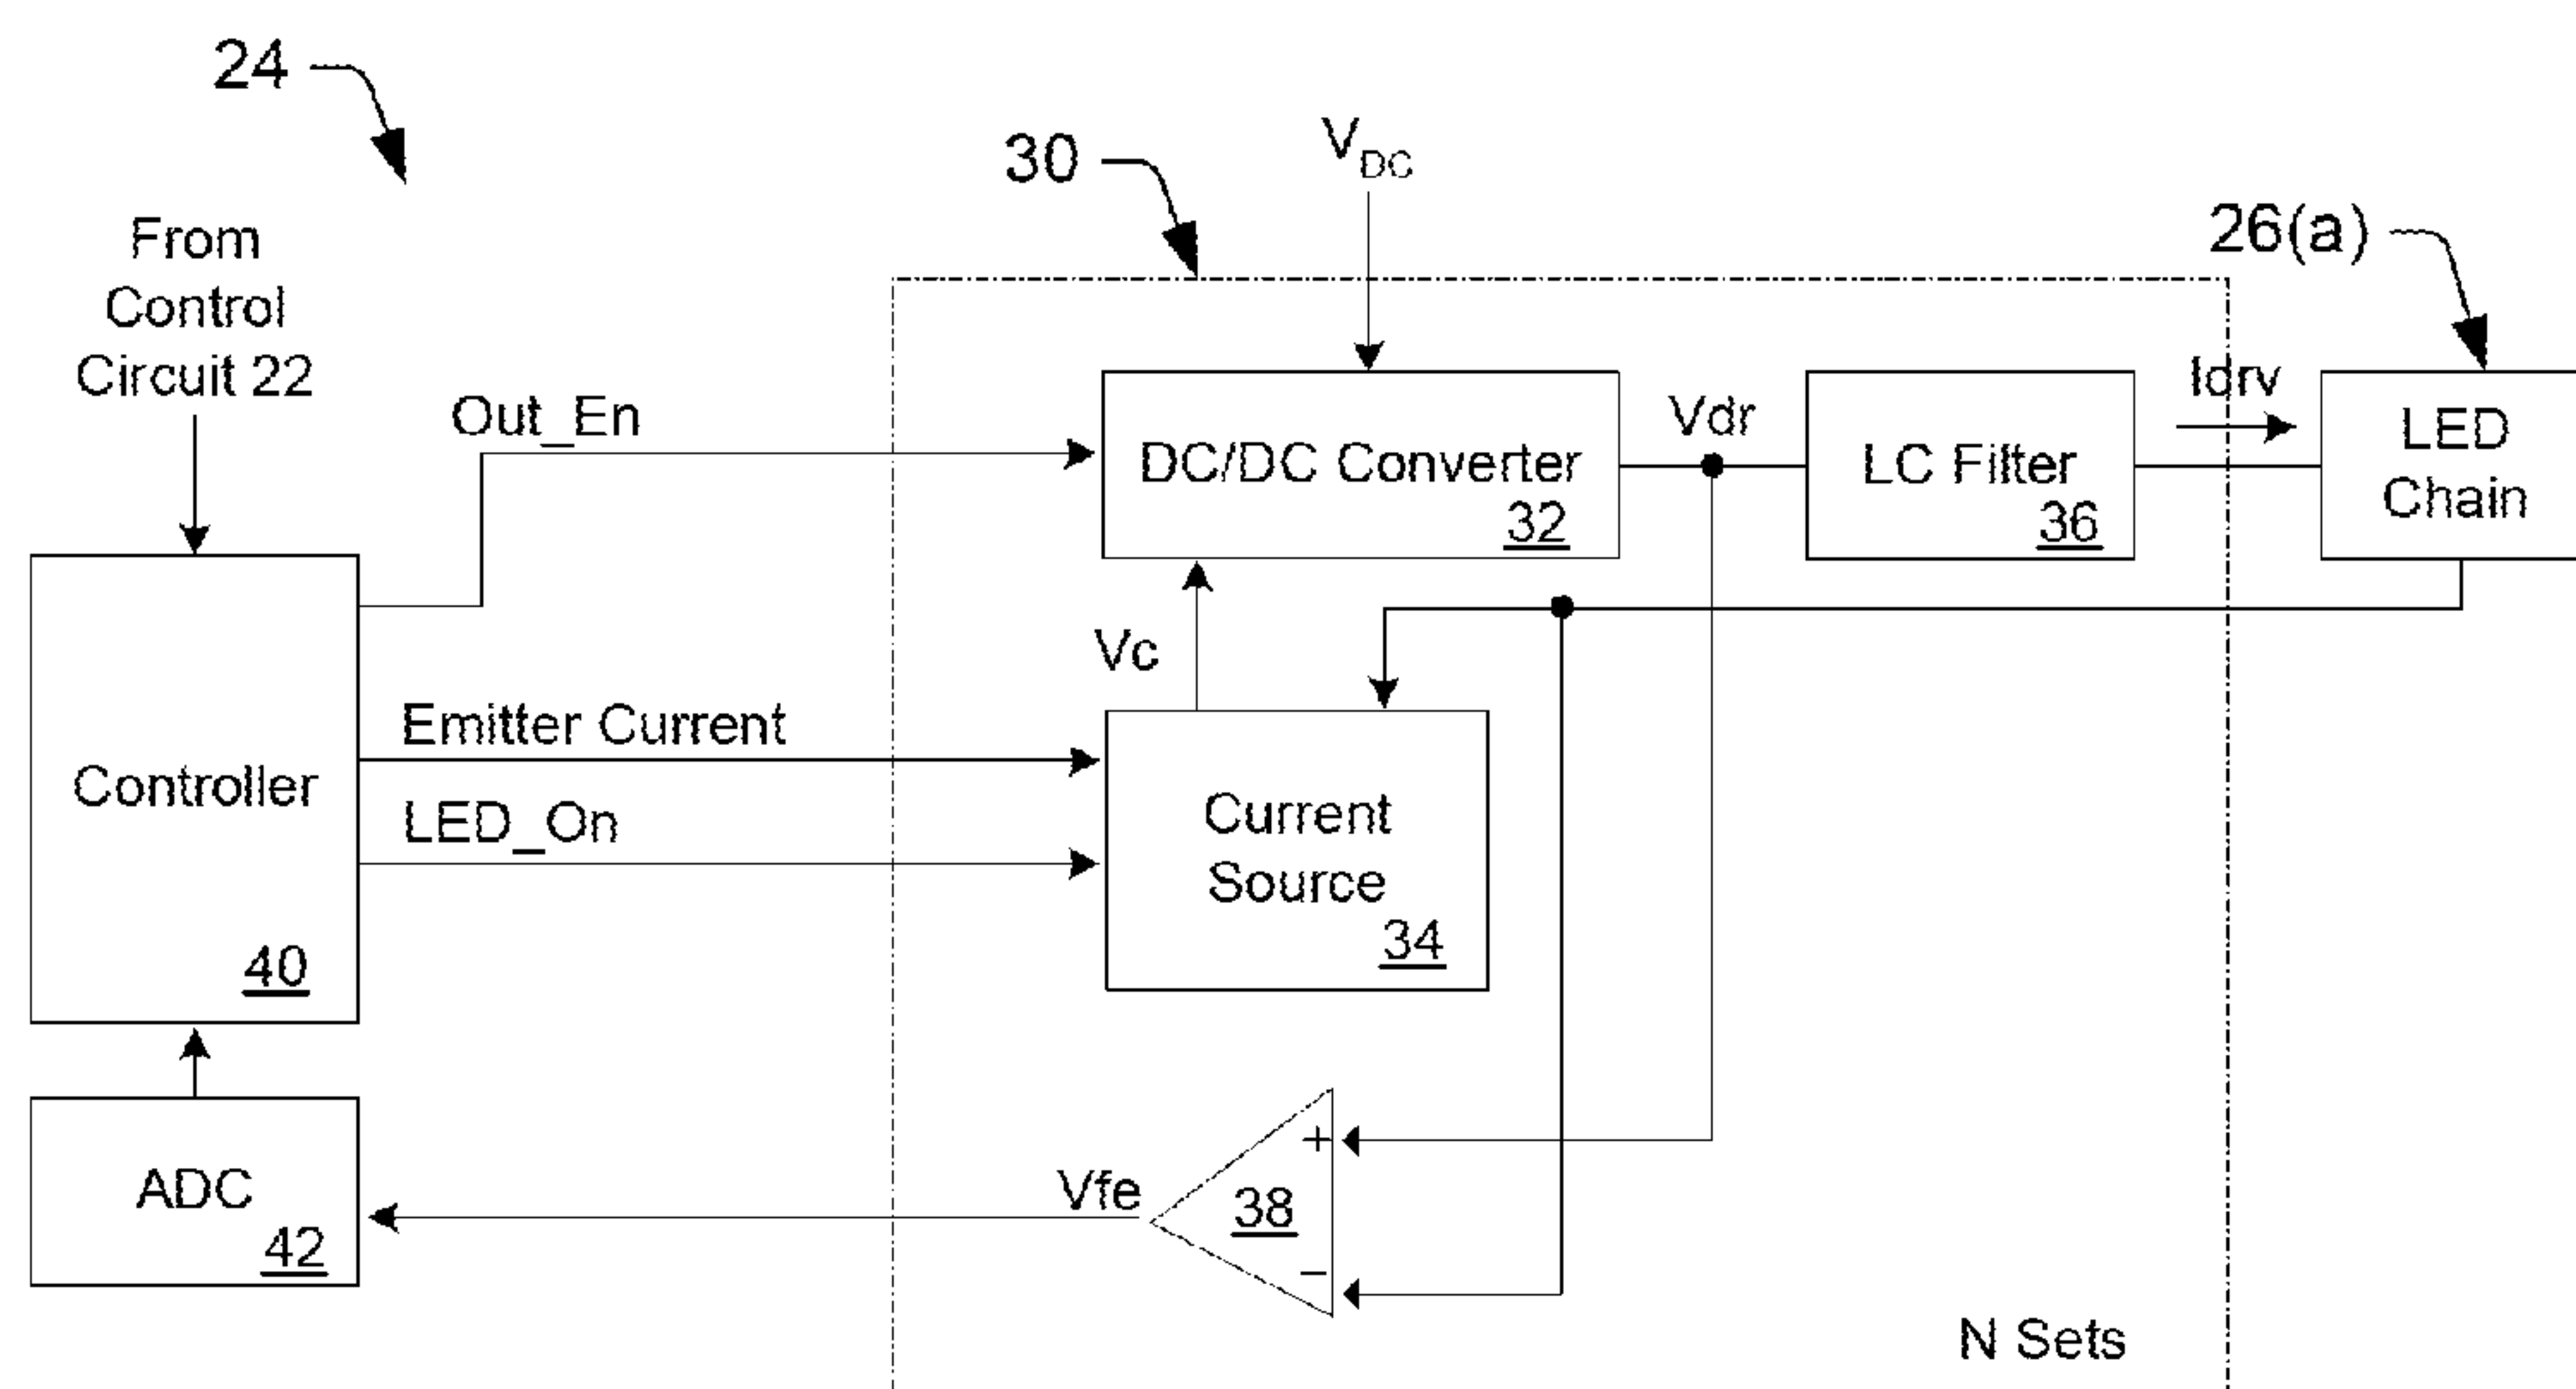 24
30
V_DC
26(a)
From
Control
Circuit 22
Out_En
DC/DC Converter
32
Vdr
LC Filter
36
Idrv
LED
Chain
Vc
Emitter Current
LED_On
Controller
40
Current
Source
34
ADC
42
Vfe
+
38
−
N Sets